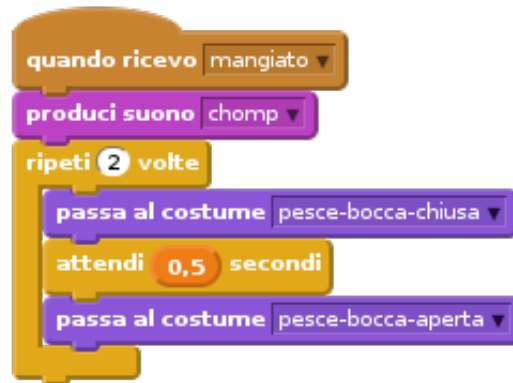 quando ricevo mangiato
produci suono chomp
ripeti 2 volte
passa al costume pesce-bocca-chiusa
attendi 0,5 secondi
passa al costume pesce-bocca-aperta